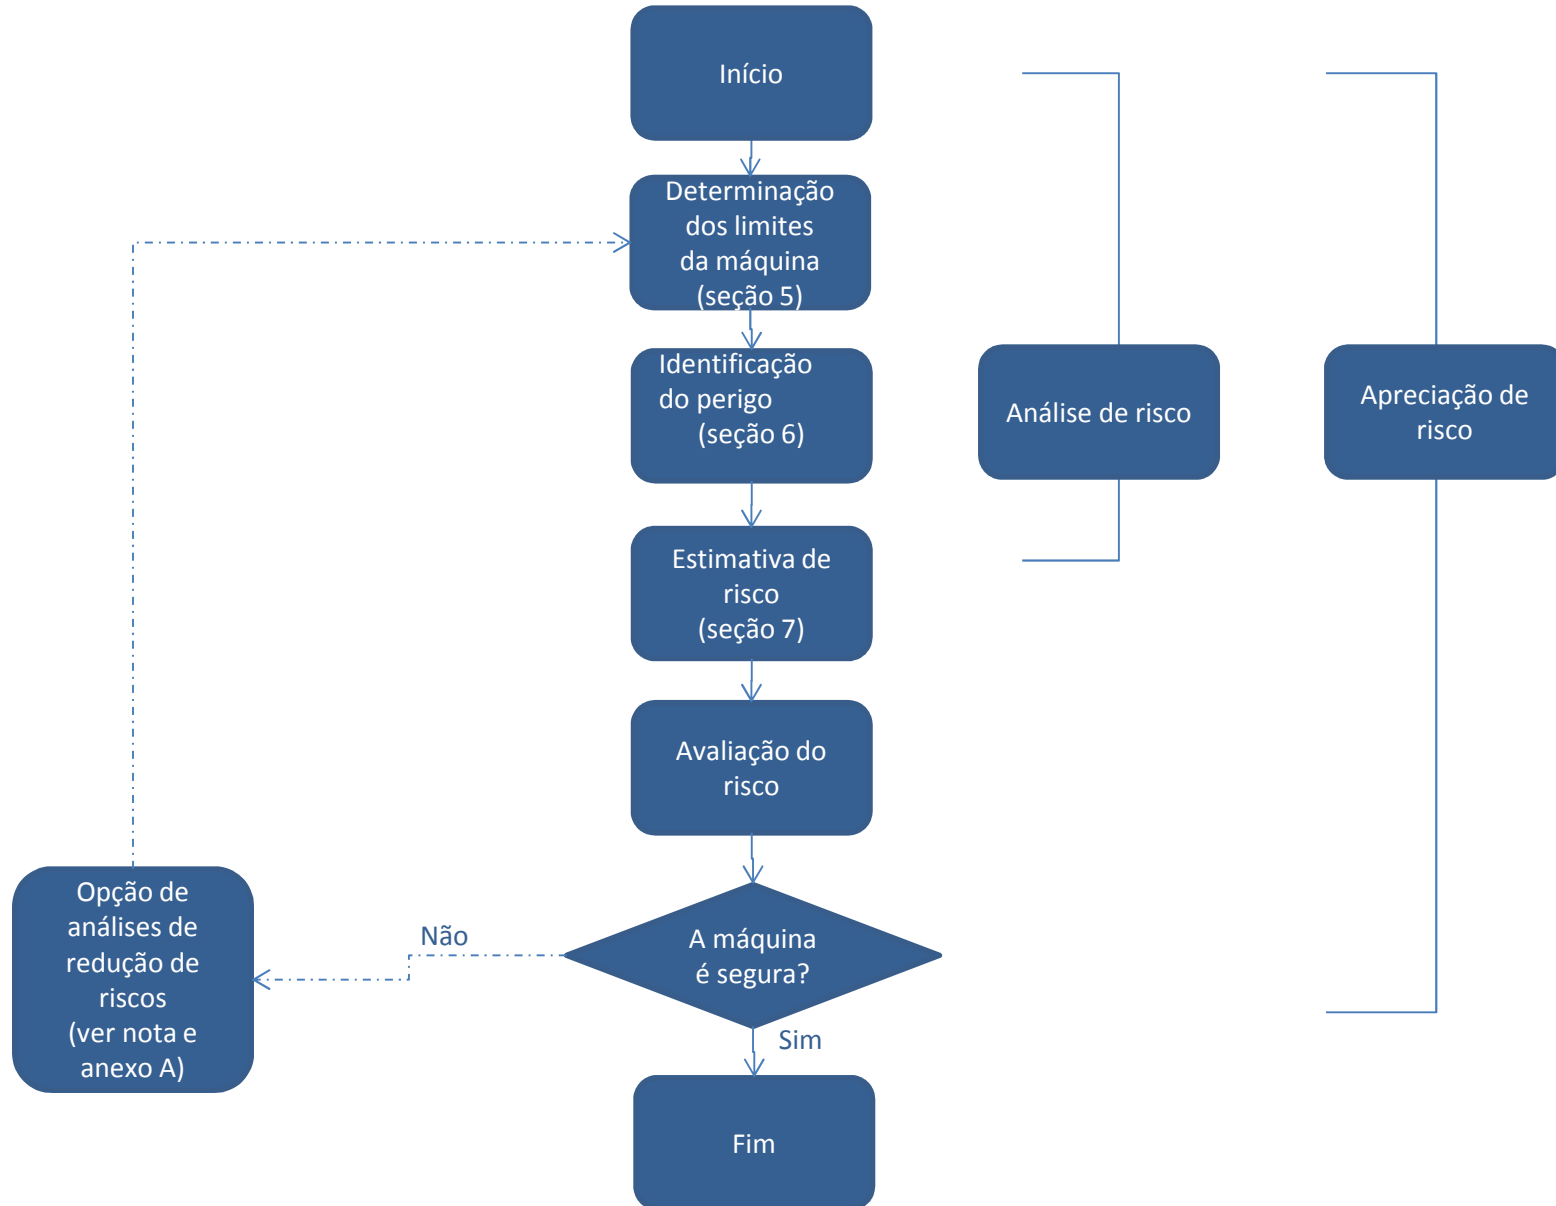 Início
Determinação
dos limites
da máquina
(seção 5)
Identificação
do perigo
(seção 6)
Análise de risco
Apreciação de
risco
Estimativa de
risco
(seção 7)
Avaliação do
risco
Opção de
análises de
redução de
riscos
(ver nota e
anexo A)
Não
A máquina
é segura?
Sim
Fim